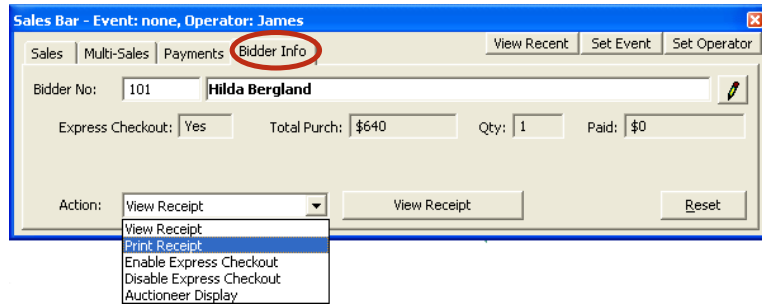 Sales Bar - Event: none, Operator: James
Sales Multi-Sales Payments Bidder Info View Recent Set Event Set Operator
Bidder No: 101 Hilda Bergland
Express Checkout: Yes Total Purch: $640 Qty: 1 Paid: $0
Action: View Receipt View Receipt Reset
View Receipt
Print Receipt
Enable Express Checkout
Disable Express Checkout
Auctioneer Display